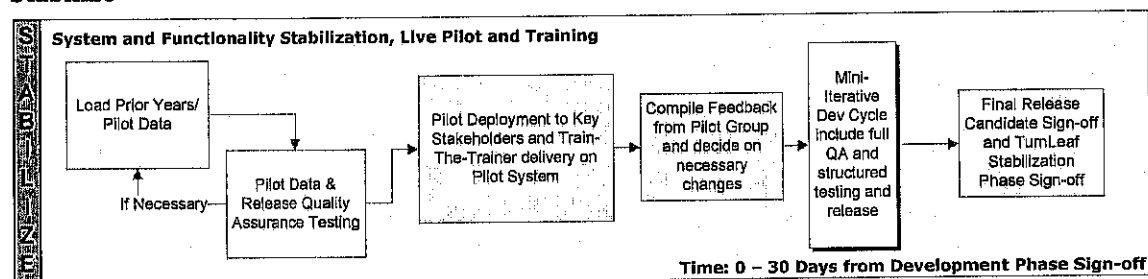 STABILIZE
System and Functionality Stabilization, Live Pilot and Training
Load Prior Years/
Pilot Data
If Necessary
Pilot Data &
Release Quality
Assurance Testing
Pilot Deployment to Key
Stakeholders and Train-
The-Trainer delivery on
Pilot System
Compile Feedback
from Pilot Group
and decide on
necessary
changes
Mini-
Iterative
Dev Cycle
include full
QA and
structured
testing and
release
Final Release
Candidate Sign-off
and TurnLeaf
Stabilization
Phase Sign-off
Time: 0 – 30 Days from Development Phase Sign-off